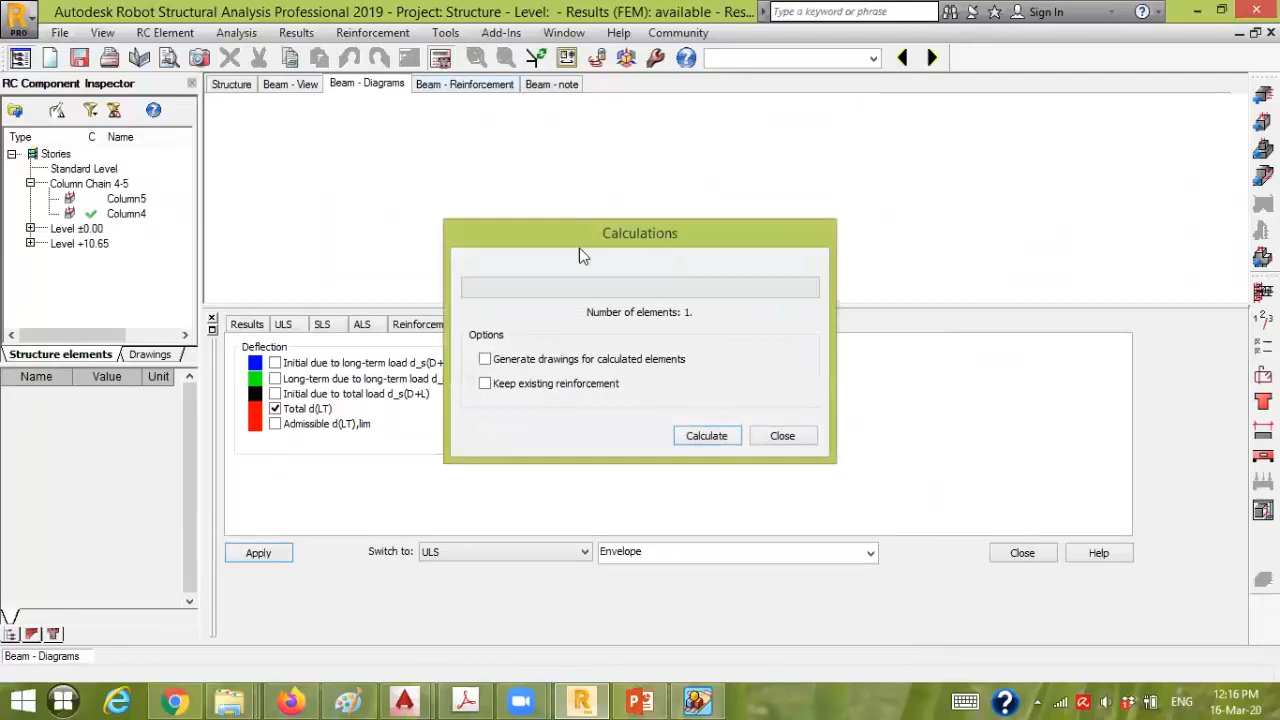 PRO
Autodesk Robot Structural Analysis Professional 2019 - Project: Structure - Level:  - Results (FEM): available - Res...
Type a keyword or phrase
Sign In
File View RC Element Analysis Results Reinforcement Tools Add-Ins Window Help Community
RC Component Inspector
Structure Beam - View Beam - Diagrams Beam - Reinforcement Beam - note
Type C Name
Stories
Standard Level
Column Chain 4-5
Column5
Column4
Level ±0.00
Level +10.65
Structure elements Drawings
Name Value Unit
Calculations
Number of elements: 1.
Options
Generate drawings for calculated elements
Keep existing reinforcement
Calculate Close
Results ULS SLS ALS Reinforcem
Deflection
Initial due to long-term load d_s(D+
Long-term due to long-term load d_
Initial due to total load d_s(D+L)
Total d(LT)
Admissible d(LT),lim
Apply Switch to: ULS Envelope Close Help
Beam - Diagrams
ENG
12:16 PM
16-Mar-20